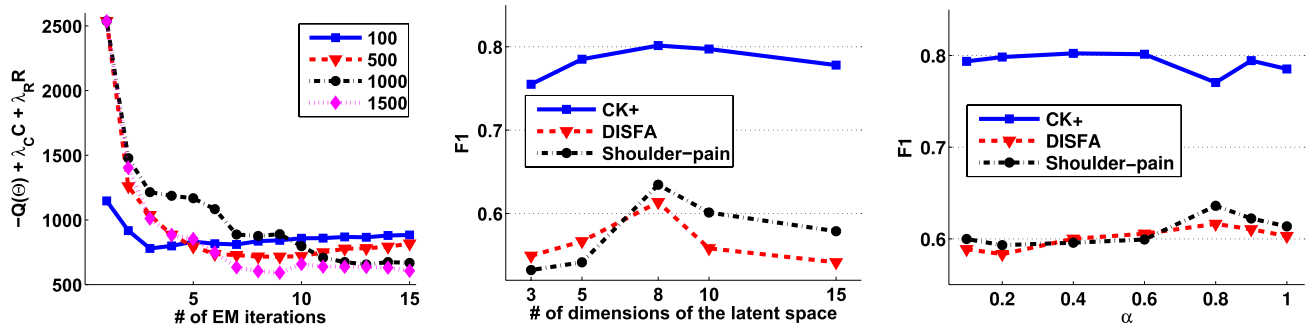 −Q(Θ) + λ_C C + λ_R R
2500
2000
1500
1000
500
5
10
15
# of EM iterations
100
500
1000
1500
F1
0.8
0.7
0.6
3
5
8
10
15
# of dimensions of the latent space
CK+
DISFA
Shoulder−pain
F1
0.8
0.7
0.6
0.2
0.4
0.6
0.8
1
α
CK+
DISFA
Shoulder−pain